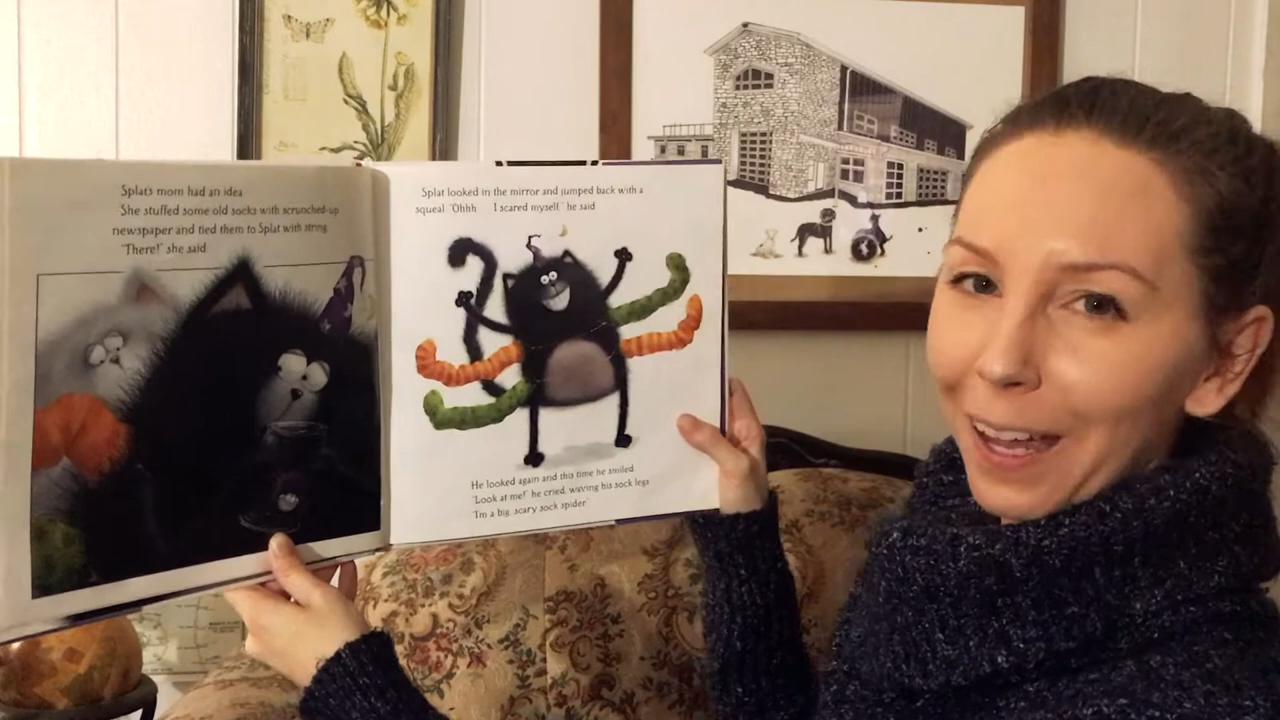 Splat's mom had an idea
She stuffed some old socks with scrunched-up
newspaper and tied them to Splat with string
"There!" she said
Splat looked in the mirror and jumped back with a
squeal "Ohhh I scared myself," he said
He looked again and this time he smiled
"Look at me!" he cried, waving his sock legs
"I'm a big, scary sock spider"